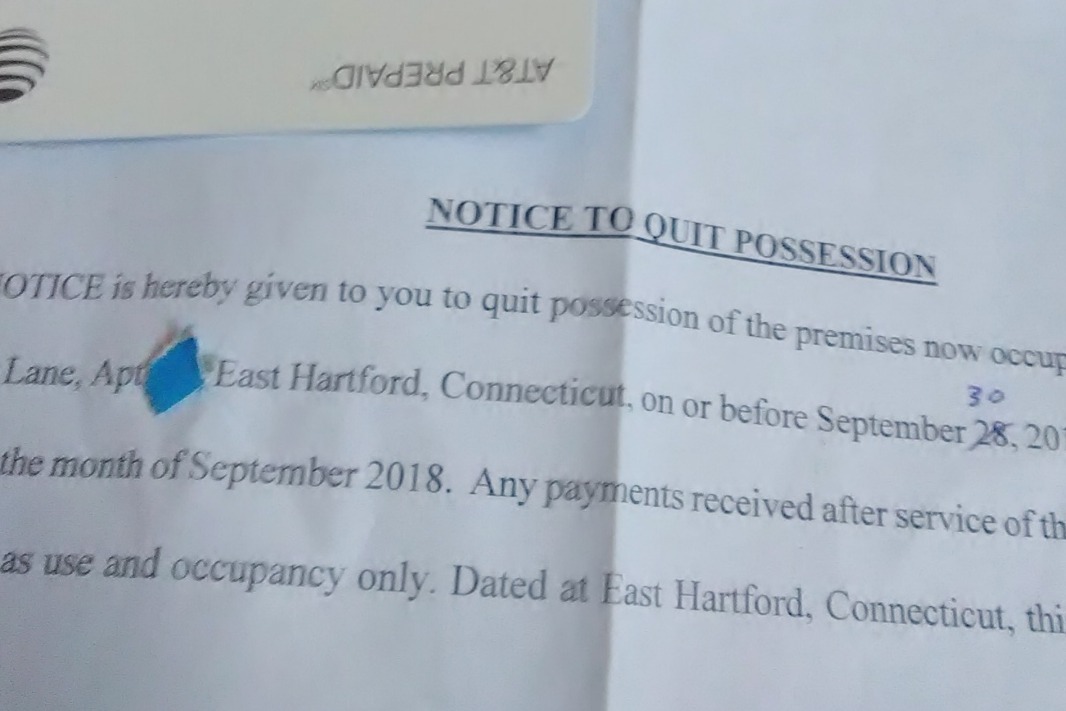 AT&T PREPAID℠
NOTICE TO QUIT POSSESSION
OTICE is hereby given to you to quit possession of the premises now occup
Lane, Apt East Hartford, Connecticut, on or before September 28, 201
30
the month of September 2018. Any payments received after service of th
as use and occupancy only. Dated at East Hartford, Connecticut, thi